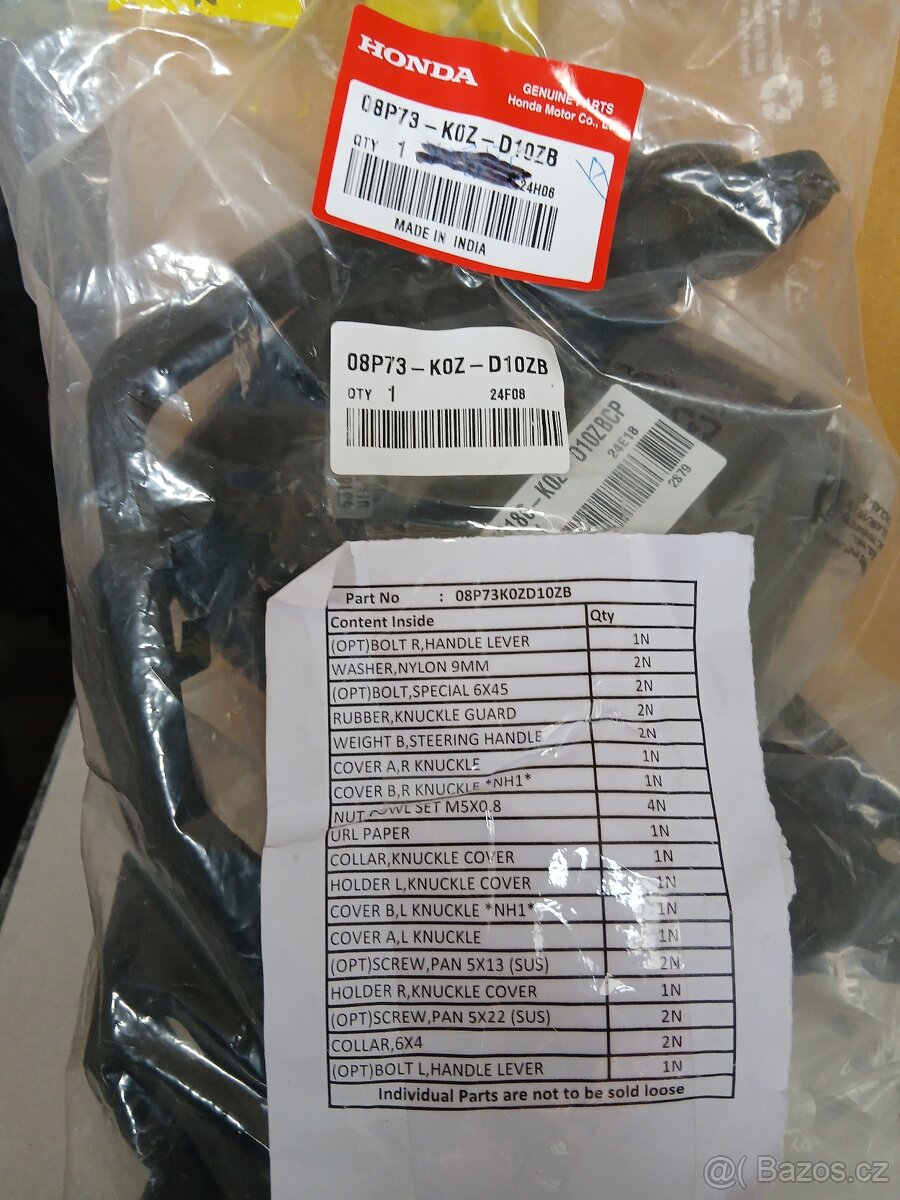 HONDA
GENUINE PARTS
Honda Motor Co., L
08P73-K0Z-D10ZB
QTY 1
24H06
MADE IN INDIA
08P73-K0Z-D10ZB
QTY 1 24F08
D10ZBCP
24E18
2S79
Part No : 08P73K0ZD10ZB
Content Inside Qty
(OPT)BOLT R,HANDLE LEVER 1N
WASHER,NYLON 9MM 2N
(OPT)BOLT,SPECIAL 6X45 2N
RUBBER,KNUCKLE GUARD 2N
WEIGHT B,STEERING HANDLE 2N
COVER A,R KNUCKLE 1N
COVER B,R KNUCKLE *NH1* 1N
NUT SET M5X0.8 4N
URL PAPER 1N
COLLAR,KNUCKLE COVER 1N
HOLDER L,KNUCKLE COVER 1N
COVER B,L KNUCKLE *NH1* 1N
COVER A,L KNUCKLE 1N
(OPT)SCREW,PAN 5X13 (SUS) 2N
HOLDER R,KNUCKLE COVER 1N
(OPT)SCREW,PAN 5X22 (SUS) 2N
COLLAR,6X4 2N
(OPT)BOLT L,HANDLE LEVER 1N
Individual Parts are not to be sold loose
@( Bazos.cz